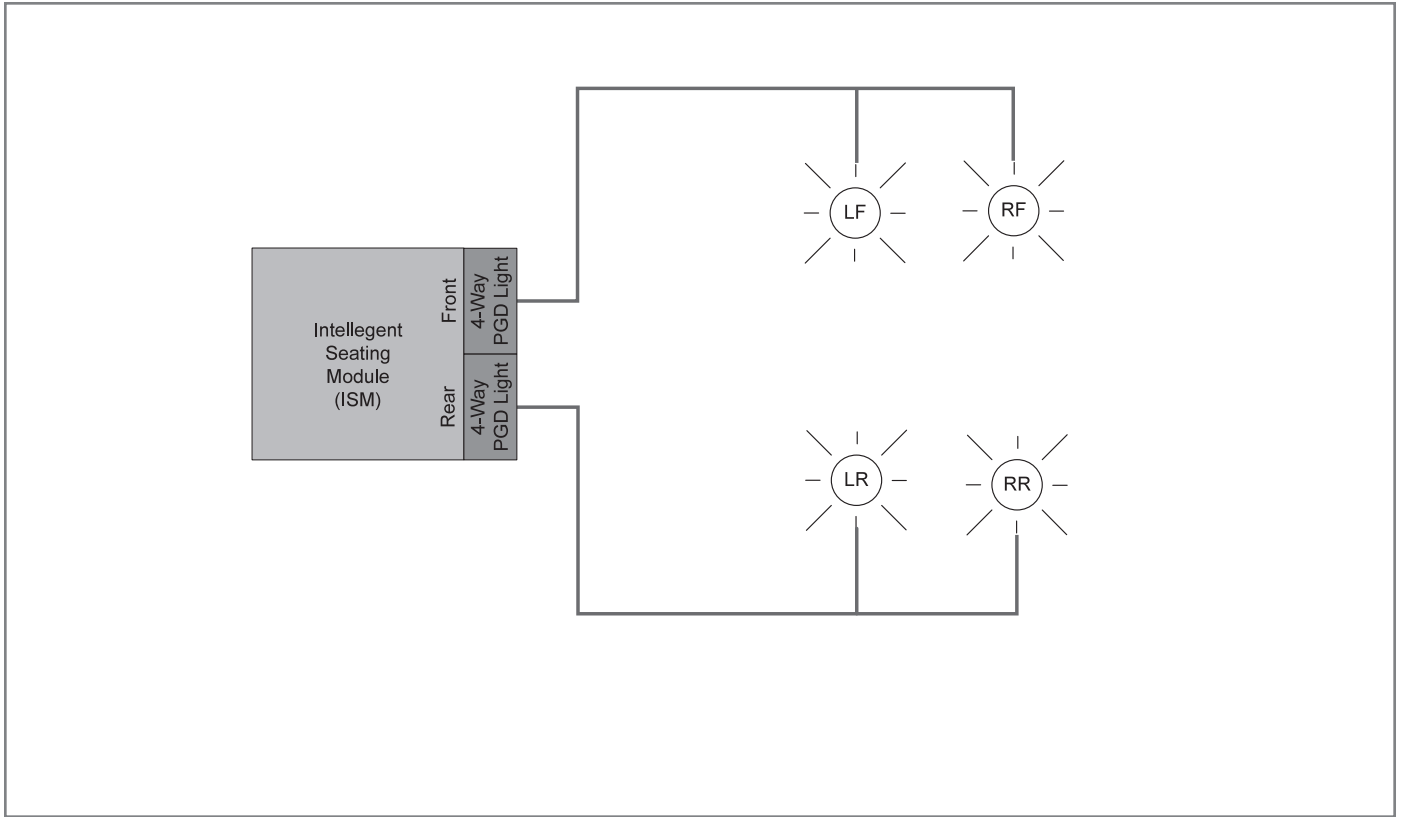 Intellegent
Seating
Module
(ISM)
Front
4-Way
PGD Light
Rear
4-Way
PGD Light
LF
RF
LR
RR